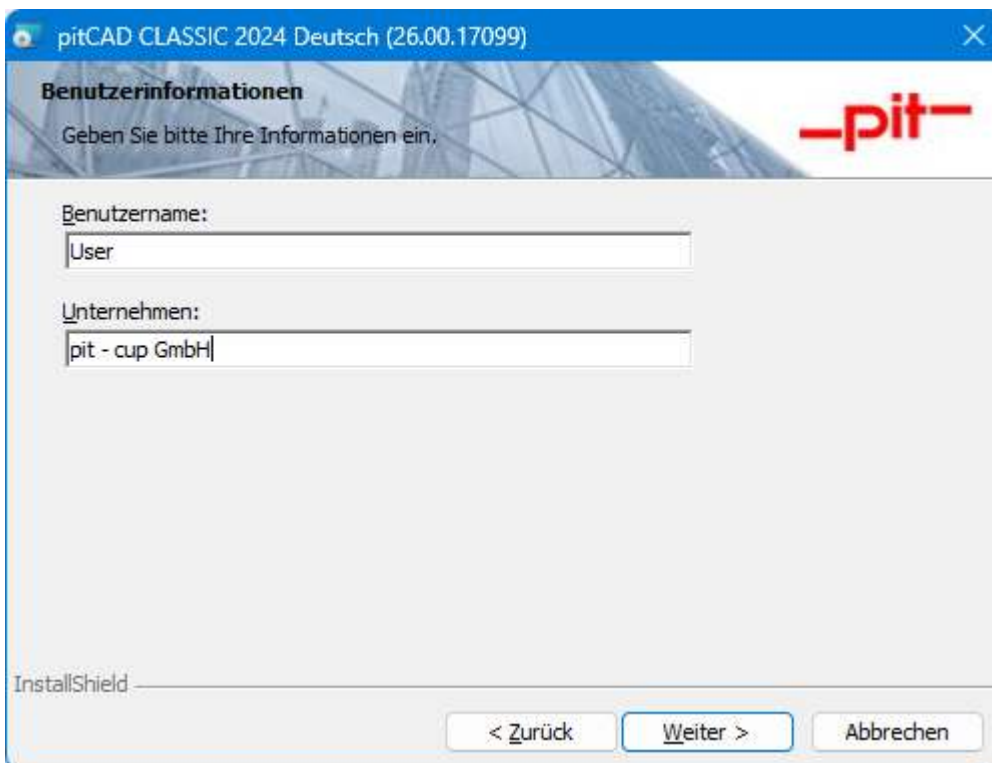 pitCAD CLASSIC 2024 Deutsch (26.00.17099)
Benutzerinformationen
Geben Sie bitte Ihre Informationen ein.
pit
Benutzername:
User
Unternehmen:
pit - cup GmbH
InstallShield
< Zurück Weiter > Abbrechen